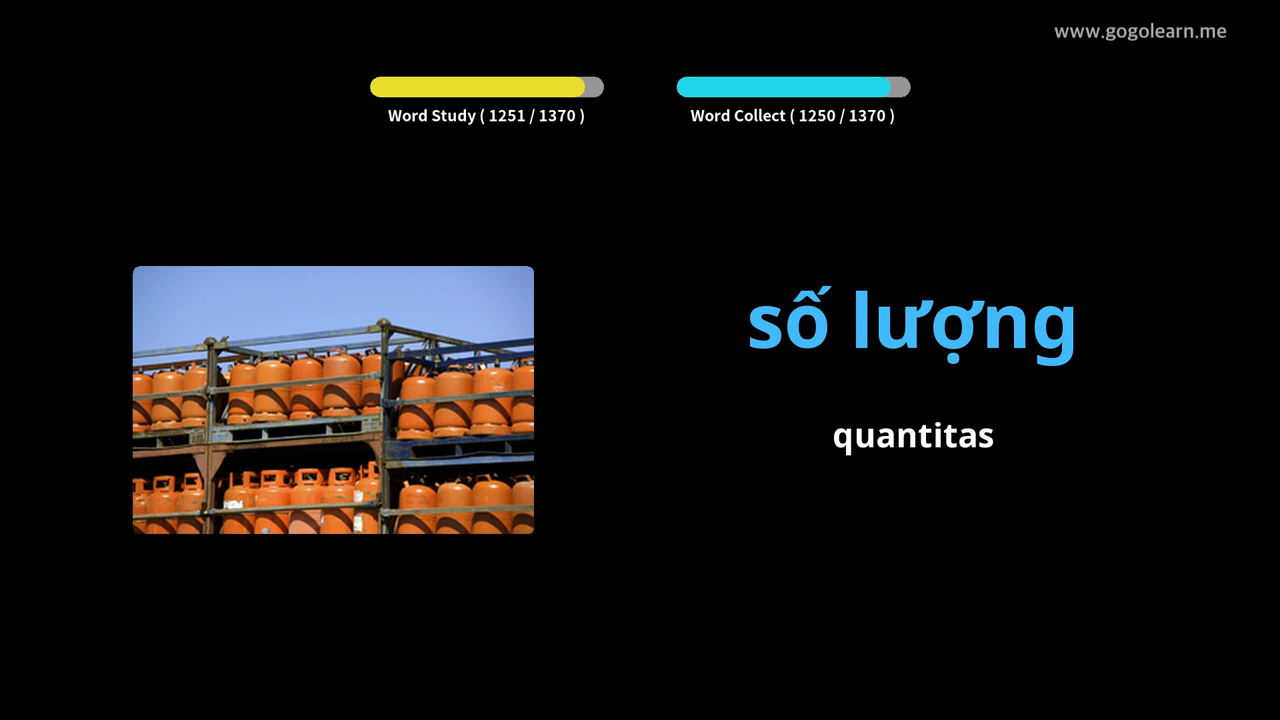 www.gogolearn.me
Word Study ( 1251 / 1370 )
Word Collect ( 1250 / 1370 )
số lượng
quantitas